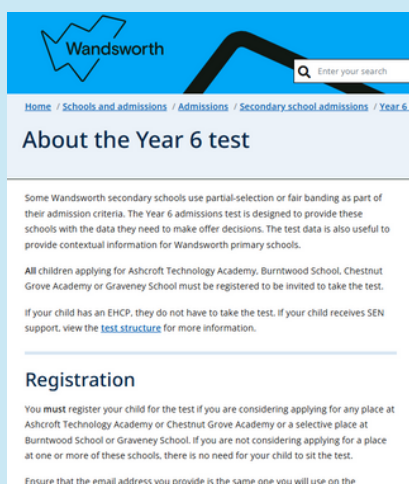 Wandsworth
Enter your search
Home / Schools and admissions / Admissions / Secondary school admissions / Year 6
About the Year 6 test
Some Wandsworth secondary schools use partial-selection or fair banding as part of
their admission criteria. The Year 6 admissions test is designed to provide these
schools with the data they need to make offer decisions. The test data is also useful to
provide contextual information for Wandsworth primary schools.
All children applying for Ashcroft Technology Academy, Burntwood School, Chestnut
Grove Academy or Graveney School must be registered to be invited to take the test.
If your child has an EHCP, they do not have to take the test. If your child receives SEN
support, view the test structure for more information.
Registration
You must register your child for the test if you are considering applying for any place at
Ashcroft Technology Academy or Chestnut Grove Academy or a selective place at
Burntwood School or Graveney School. If you are not considering applying for a place
at one or more of these schools, there is no need for your child to sit the test.
Ensure that the email address you provide is the same one you will use on the